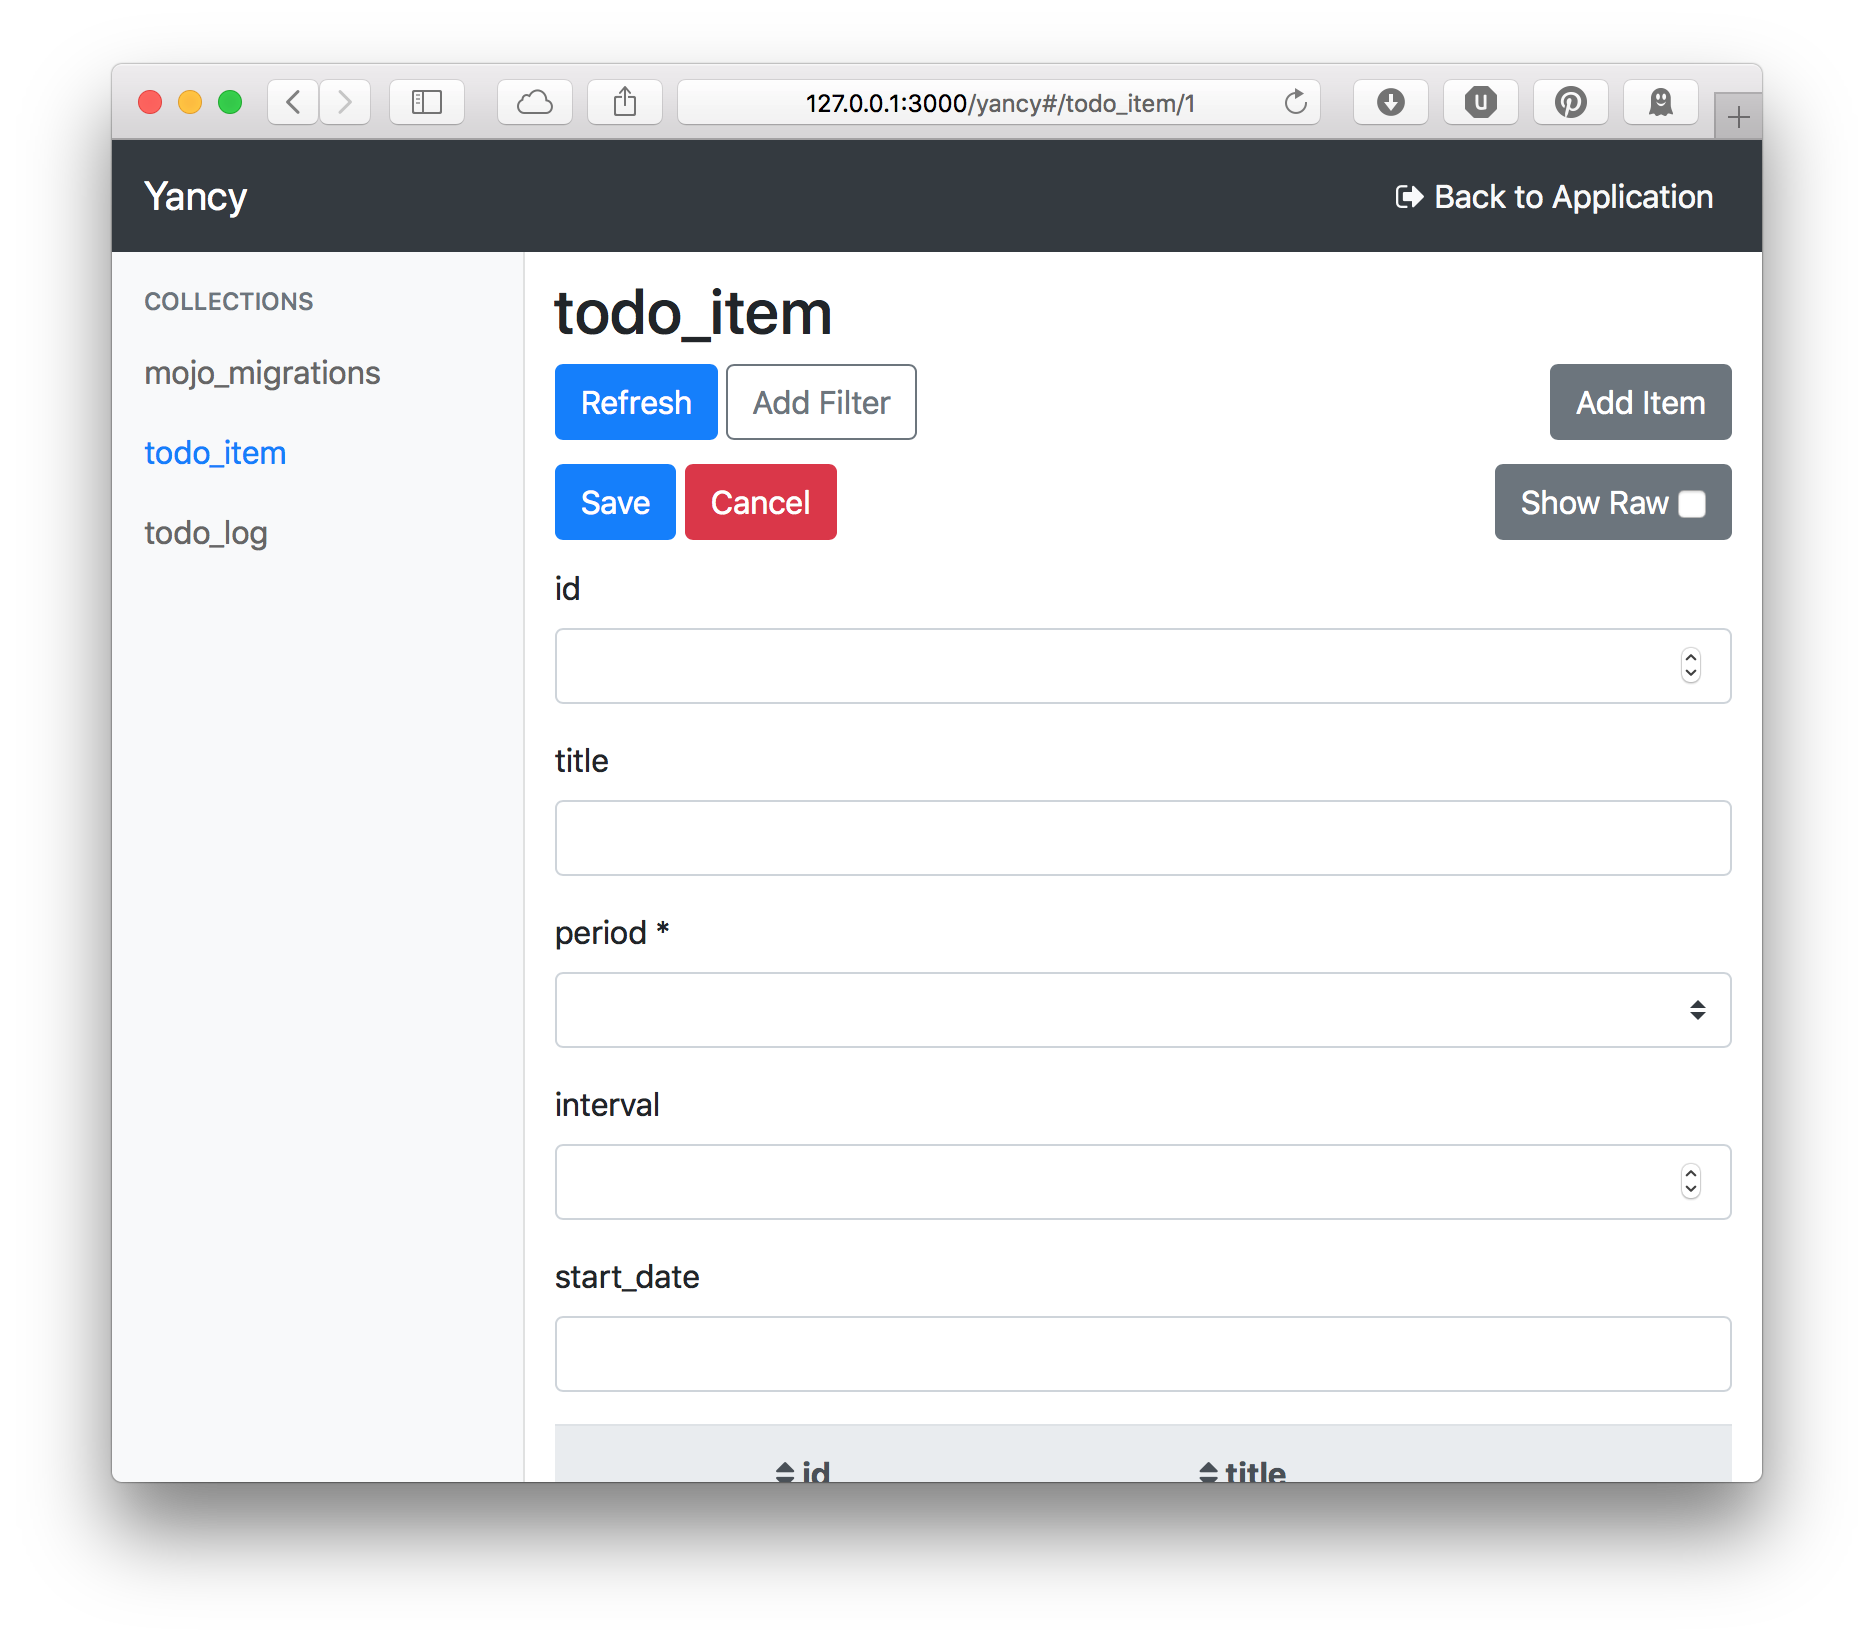 127.0.0.1:3000/yancy#/todo_item/1
Yancy
Back to Application
COLLECTIONS
mojo_migrations
todo_item
todo_log
todo_item
Refresh Add Filter Add Item
Save Cancel Show Raw
id
title
period *
interval
start_date
id title